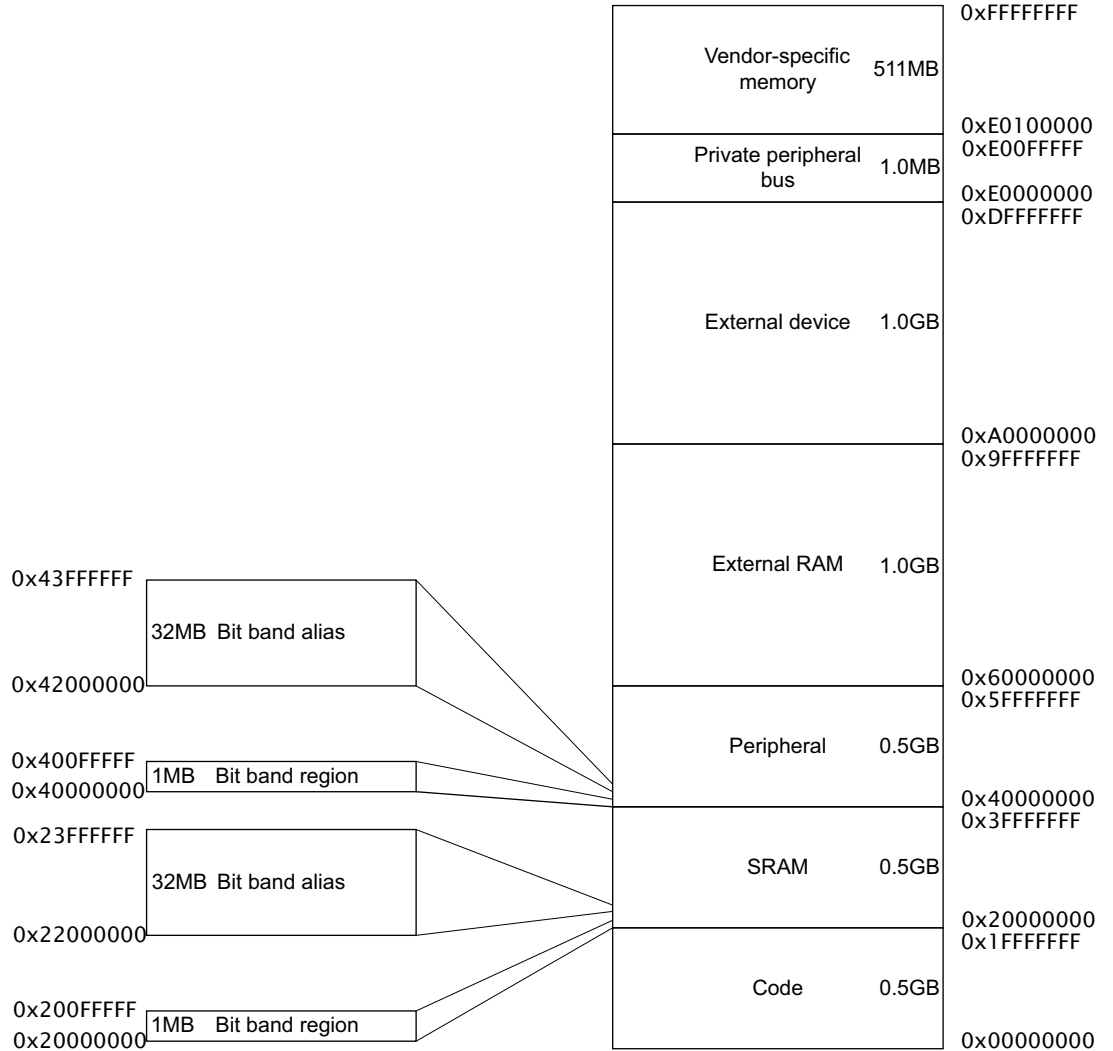 0xFFFFFFFF
Vendor-specific
memory
511MB
0xE0100000
0xE00FFFFF
Private peripheral
bus
1.0MB
0xE0000000
0xDFFFFFFF
External device 1.0GB
0xA0000000
0x9FFFFFFF
External RAM 1.0GB
0x60000000
0x5FFFFFFF
Peripheral 0.5GB
0x40000000
0x3FFFFFFF
SRAM 0.5GB
0x20000000
0x1FFFFFFF
Code 0.5GB
0x00000000
0x43FFFFFF
32MB Bit band alias
0x42000000
0x400FFFFF
1MB Bit band region
0x40000000
0x23FFFFFF
32MB Bit band alias
0x22000000
0x200FFFFF
1MB Bit band region
0x20000000